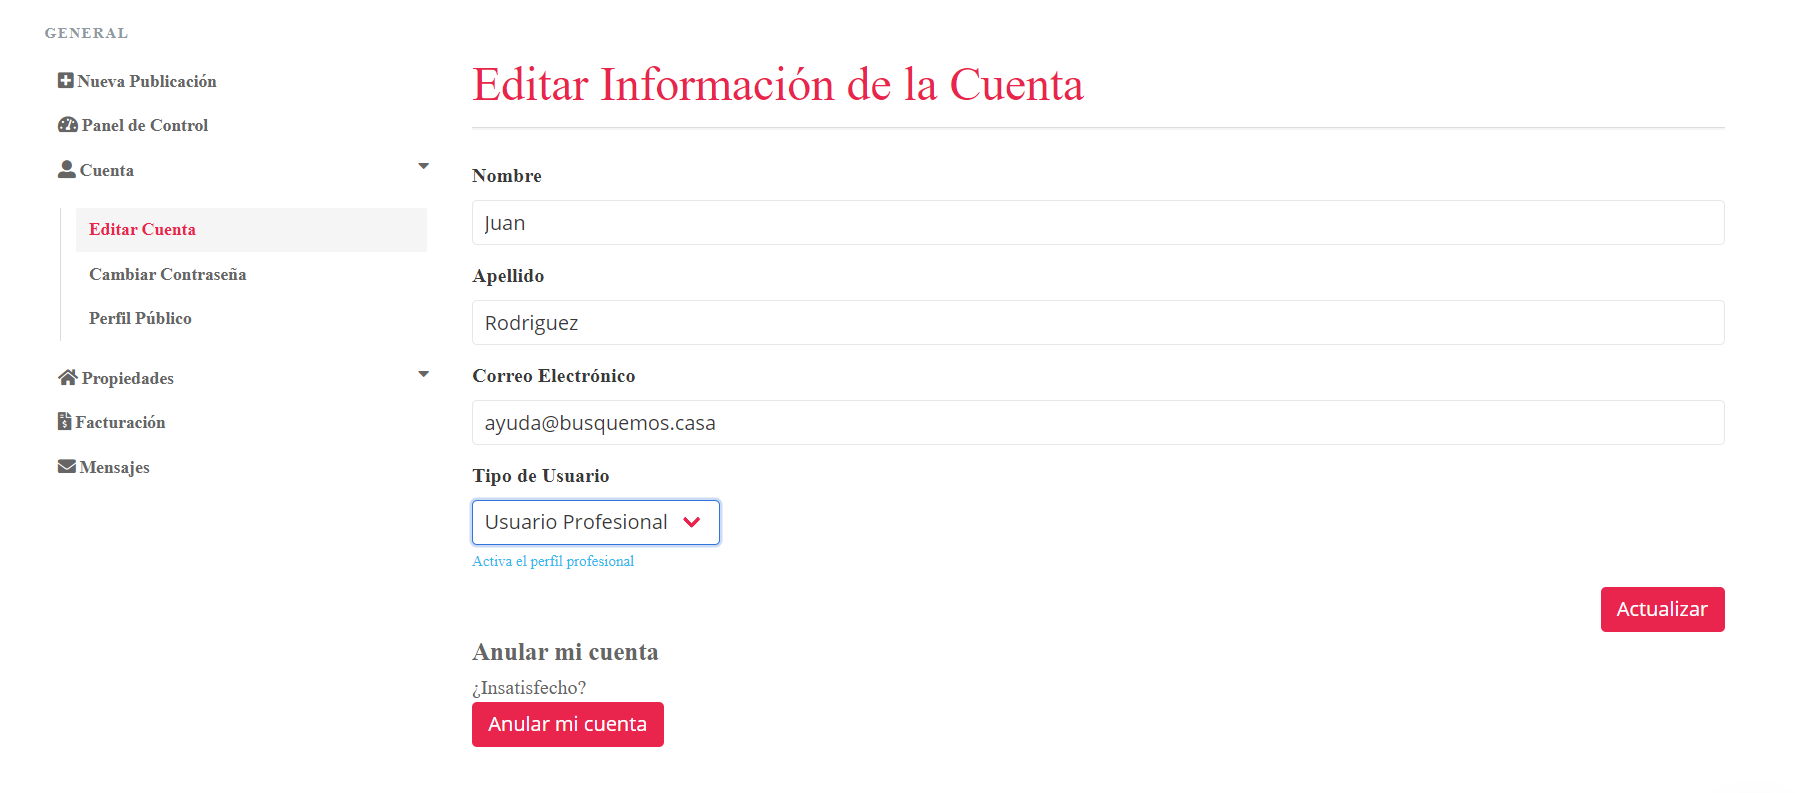 GENERAL
Nueva Publicación
Panel de Control
Cuenta
Editar Cuenta
Cambiar Contraseña
Perfil Público
Propiedades
Facturación
Mensajes
Editar Información de la Cuenta
Nombre
Juan
Apellido
Rodriguez
Correo Electrónico
ayuda@busquemos.casa
Tipo de Usuario
Usuario Profesional
Activa el perfil profesional
Actualizar
Anular mi cuenta
¿Insatisfecho?
Anular mi cuenta